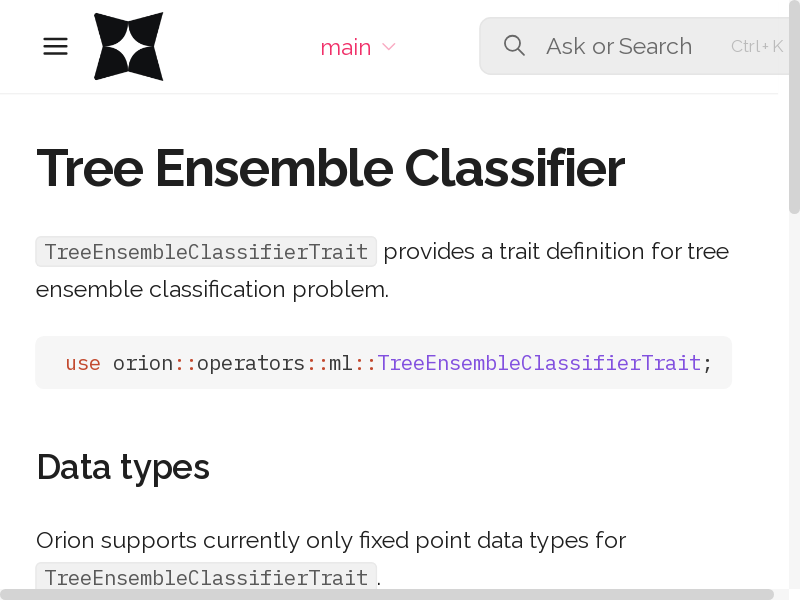 main
Ask or Search
Ctrl+K
Tree Ensemble Classifier
TreeEnsembleClassifierTrait provides a trait definition for tree
ensemble classification problem.
use orion::operators::ml::TreeEnsembleClassifierTrait;
Data types
Orion supports currently only fixed point data types for
TreeEnsembleClassifierTrait.